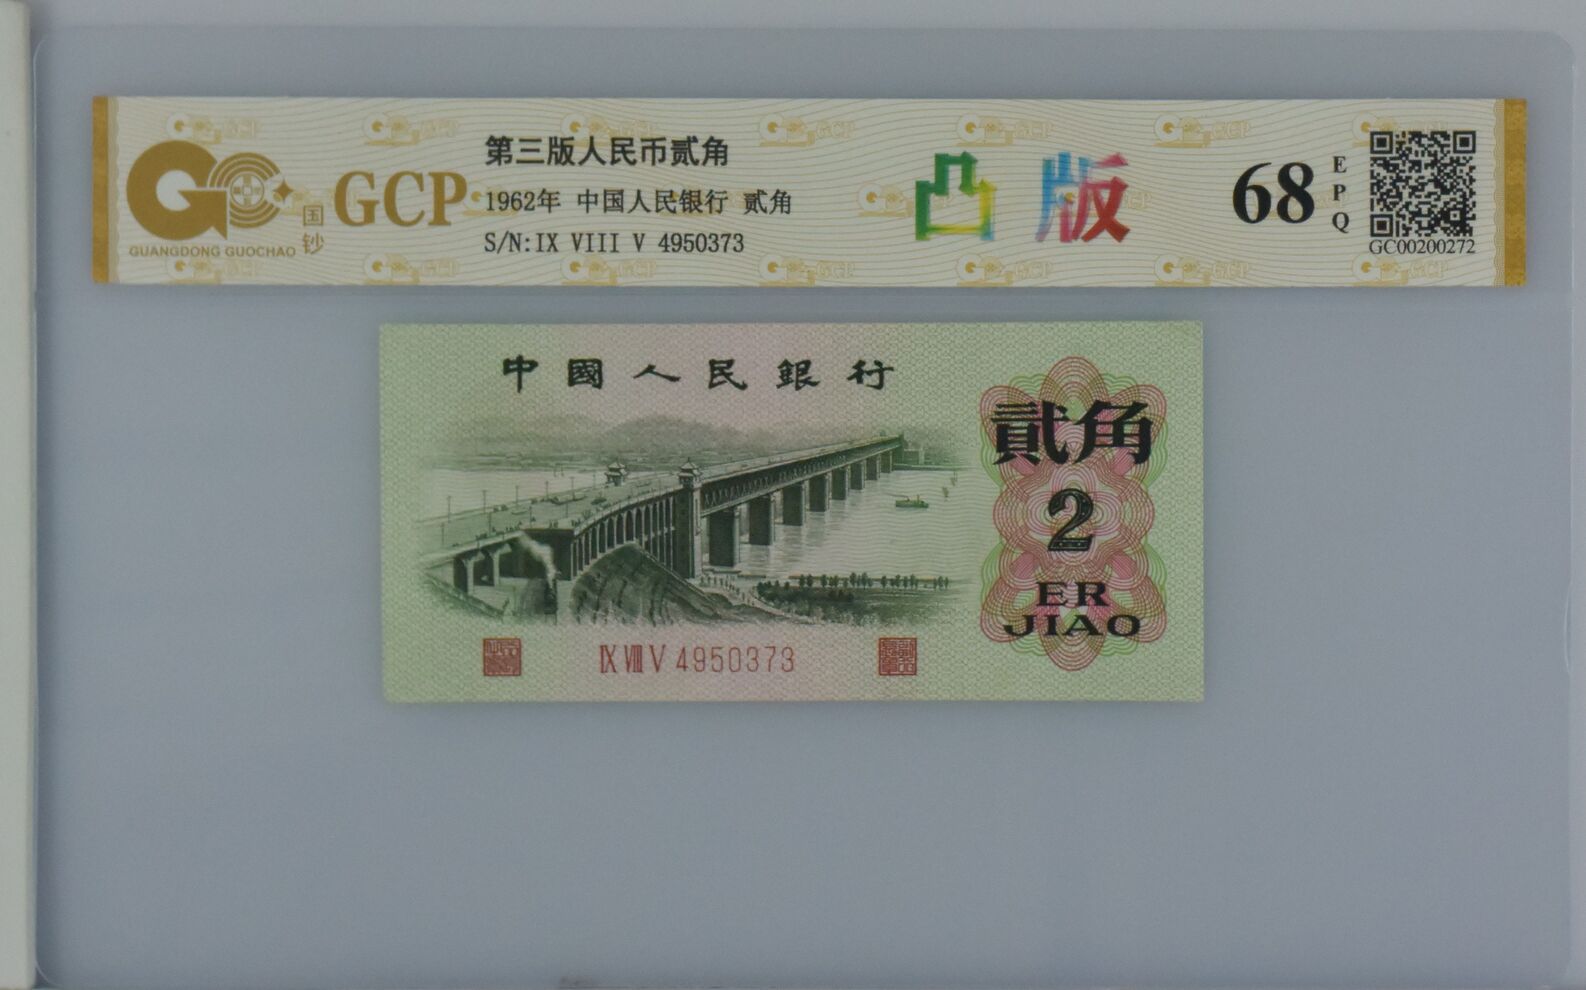 GUANGDONG GUOCHAO
国钞
GCP
第三版人民币贰角
1962年 中国人民银行 贰角
S/N:IX VIII V 4950373
凸版
68
EPQ
GC00200272
中國人民銀行
貳角
2
ER
JIAO
IX VIII V 4950373